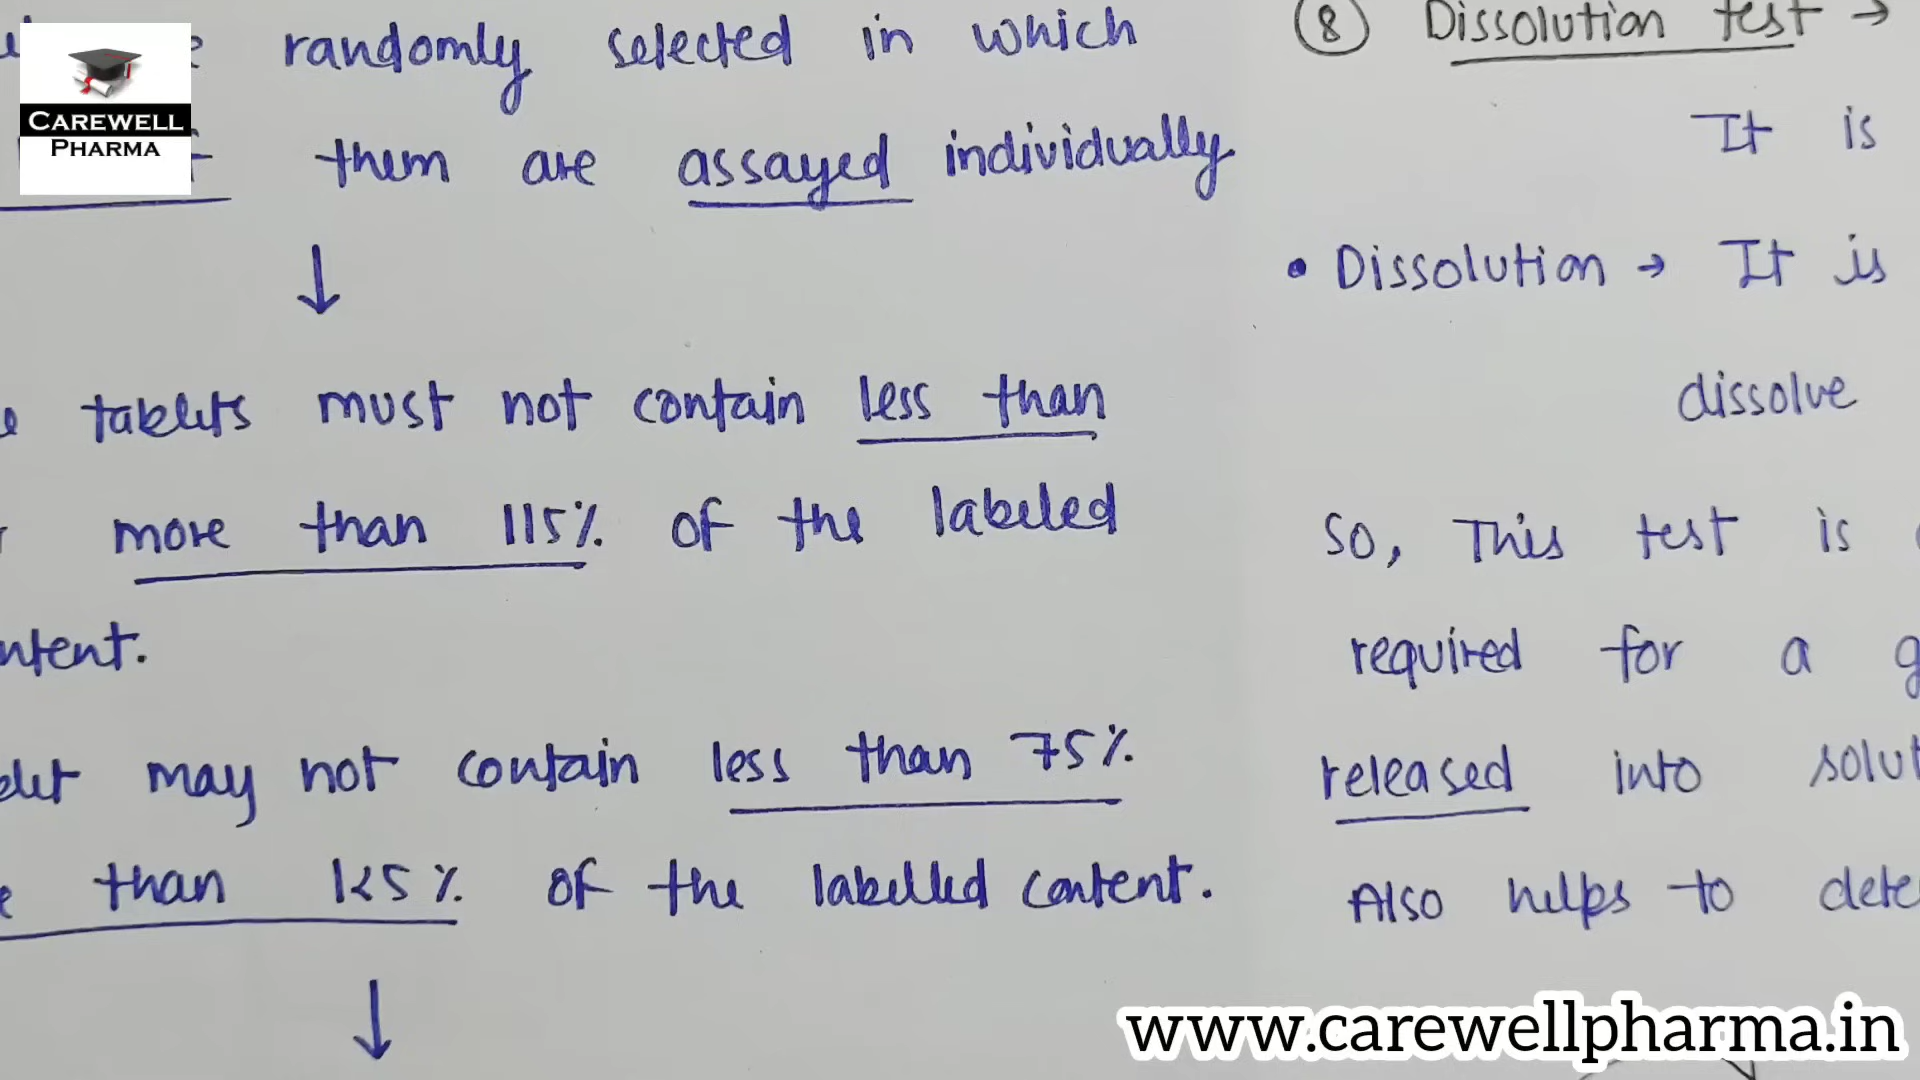 randomly selected in which
them are assayed individually
↓
tablets must not contain less than
more than 115% of the labeled
ntent.
may not contain less than 75%
than 125% of the labelled content.
↓
⑧ Dissolution test →
It is
• Dissolution → It is
dissolve
So, This test is
required for a g
released into solut
Also helps to dete
CAREWELL
PHARMA
www.carewellpharma.in